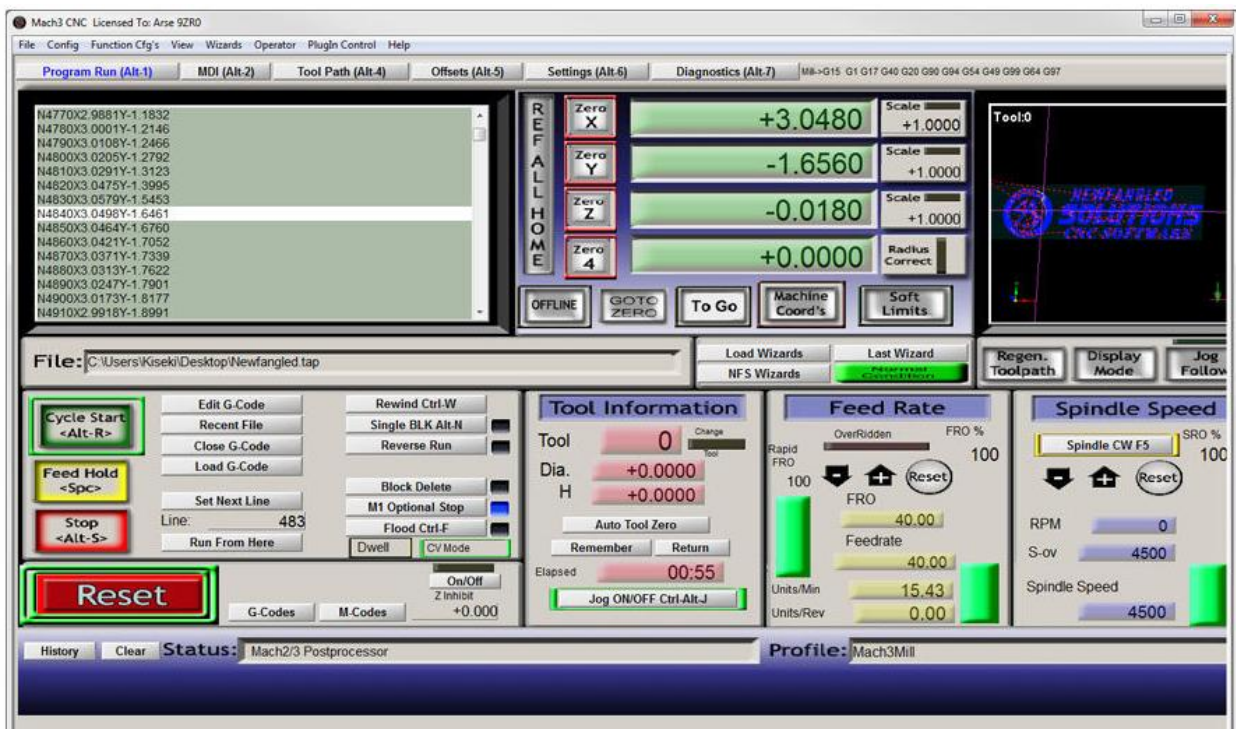 Mach3 CNC Licensed To: Arse 9ZR0
File Config Function Cfg's View Wizards Operator PlugIn Control Help
Program Run (Alt-1) MDI (Alt-2) Tool Path (Alt-4) Offsets (Alt-5) Settings (Alt-6) Diagnostics (Alt-7) Mill->G15 G1 G17 G40 G20 G90 G94 G54 G49 G99 G64 G97
N4770X2.9881Y-1.1832
N4780X3.0001Y-1.2146
N4790X3.0108Y-1.2466
N4800X3.0205Y-1.2792
N4810X3.0291Y-1.3123
N4820X3.0475Y-1.3995
N4830X3.0579Y-1.5453
N4840X3.0498Y-1.6461
N4850X3.0464Y-1.6760
N4860X3.0421Y-1.7052
N4870X3.0371Y-1.7339
N4880X3.0313Y-1.7622
N4890X3.0247Y-1.7901
N4900X3.0173Y-1.8177
N4910X2.9918Y-1.8991
REF ALL HOME
Zero X +3.0480 Scale +1.0000
Zero Y -1.6560 Scale +1.0000
Zero Z -0.0180 Scale +1.0000
Zero 4 +0.0000 Radius Correct
OFFLINE GOTO ZERO To Go Machine Coord's Soft Limits
Tool:0
NEWFANGLED
SOLUTIONS
CNC SOFTWARE
File: C:\Users\Kiseki\Desktop\Newfangled.tap
Load Wizards Last Wizard
NFS Wizards Normal Condition
Regen. Toolpath Display Mode Jog Follow
Cycle Start <Alt-R>
Feed Hold <Spc>
Stop <Alt-S>
Edit G-Code
Recent File
Close G-Code
Load G-Code
Set Next Line
Line: 483
Run From Here
Rewind Ctrl-W
Single BLK Alt-N
Reverse Run
Block Delete
M1 Optional Stop
Flood Ctrl-F
Dwell CV Mode
Reset
G-Codes M-Codes
On/Off
Z Inhibit
+0.000
Tool Information
Tool 0 Change Tool
Dia. +0.0000
H +0.0000
Auto Tool Zero
Remember Return
Elapsed 00:55
Jog ON/OFF Ctrl-Alt-J
Feed Rate
OverRidden FRO %
100
Rapid FRO
100
Reset
FRO
40.00
Feedrate
40.00
Units/Min 15.43
Units/Rev 0.00
Spindle Speed
Spindle CW F5 SRO %
100
Reset
RPM 0
S-ov 4500
Spindle Speed
4500
History Clear Status: Mach2/3 Postprocessor Profile: Mach3Mill